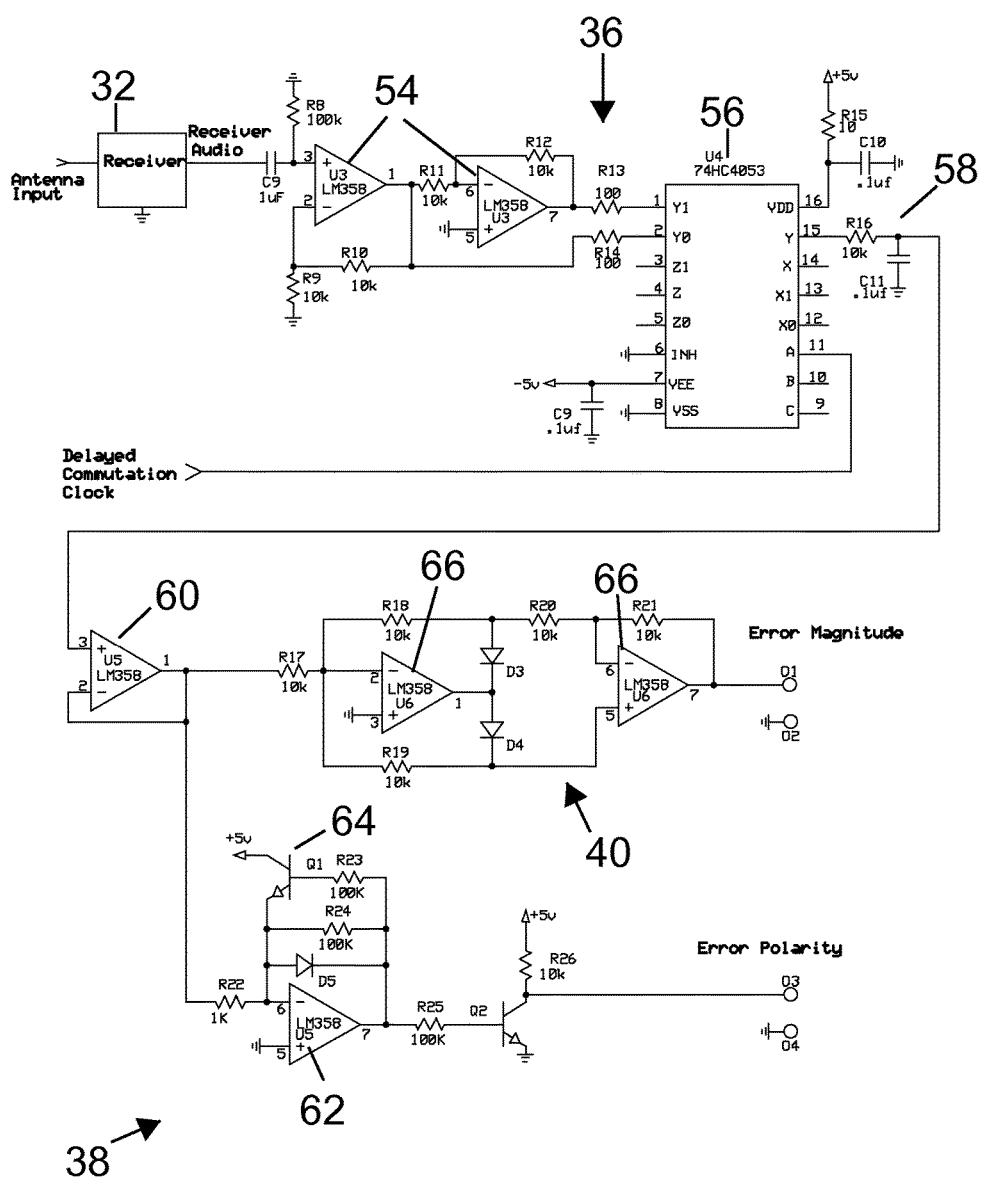 36
32
54
56
58
Antenna
Input
Receiver
Receiver
Audio
C9
1uF
R8
100k
3
+
U3
LM358
-
2
1
R9
10k
R10
10k
R11
10k
R12
10k
6
-
LM358
U3
+
5
7
R13
100
R14
100
U4
74HC4053
1 Y1
2 Y0
3 Z1
4 Z
5 Z0
6 INH
7 VEE
8 VSS
VDD 16
Y 15
X 14
X1 13
X0 12
A 11
B 10
C 9
+5v
R15
10
C10
.1uf
R16
10k
C11
.1uf
-5v
C9
.1uf
Delayed
Commutation
Clock
60
3
+
U5
LM358
-
2
1
R17
10k
66
R18
10k
2
-
LM358
U6
+
3
1
R19
10k
D3
D4
R20
10k
66
R21
10k
6
-
LM358
U6
+
5
7
Error Magnitude
O1
O2
40
64
+5v
Q1
R23
100K
R24
100K
D5
R22
1K
6
-
LM358
U5
+
5
7
62
R25
100K
Q2
+5v
R26
10k
Error Polarity
O3
O4
38